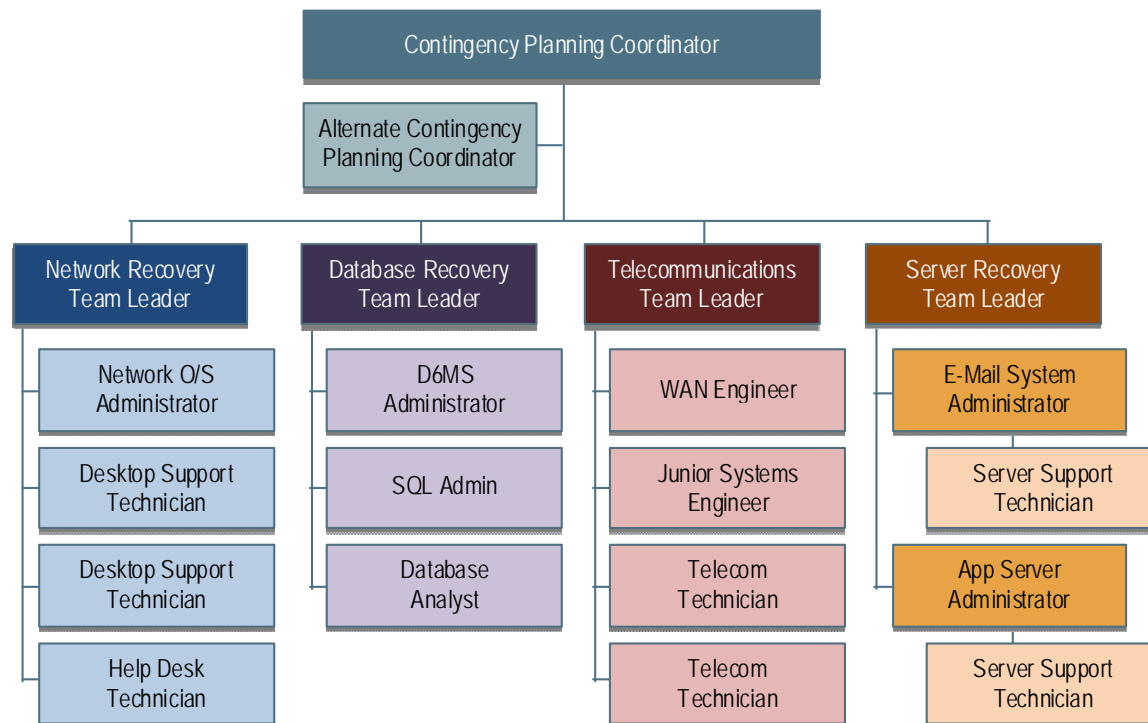 Contingency Planning Coordinator
Alternate Contingency
Planning Coordinator
Network Recovery
Team Leader
Network O/S
Administrator
Desktop Support
Technician
Desktop Support
Technician
Help Desk
Technician
Database Recovery
Team Leader
D6MS
Administrator
SQL Admin
Database
Analyst
Telecommunications
Team Leader
WAN Engineer
Junior Systems
Engineer
Telecom
Technician
Telecom
Technician
Server Recovery
Team Leader
E-Mail System
Administrator
Server Support
Technician
App Server
Administrator
Server Support
Technician